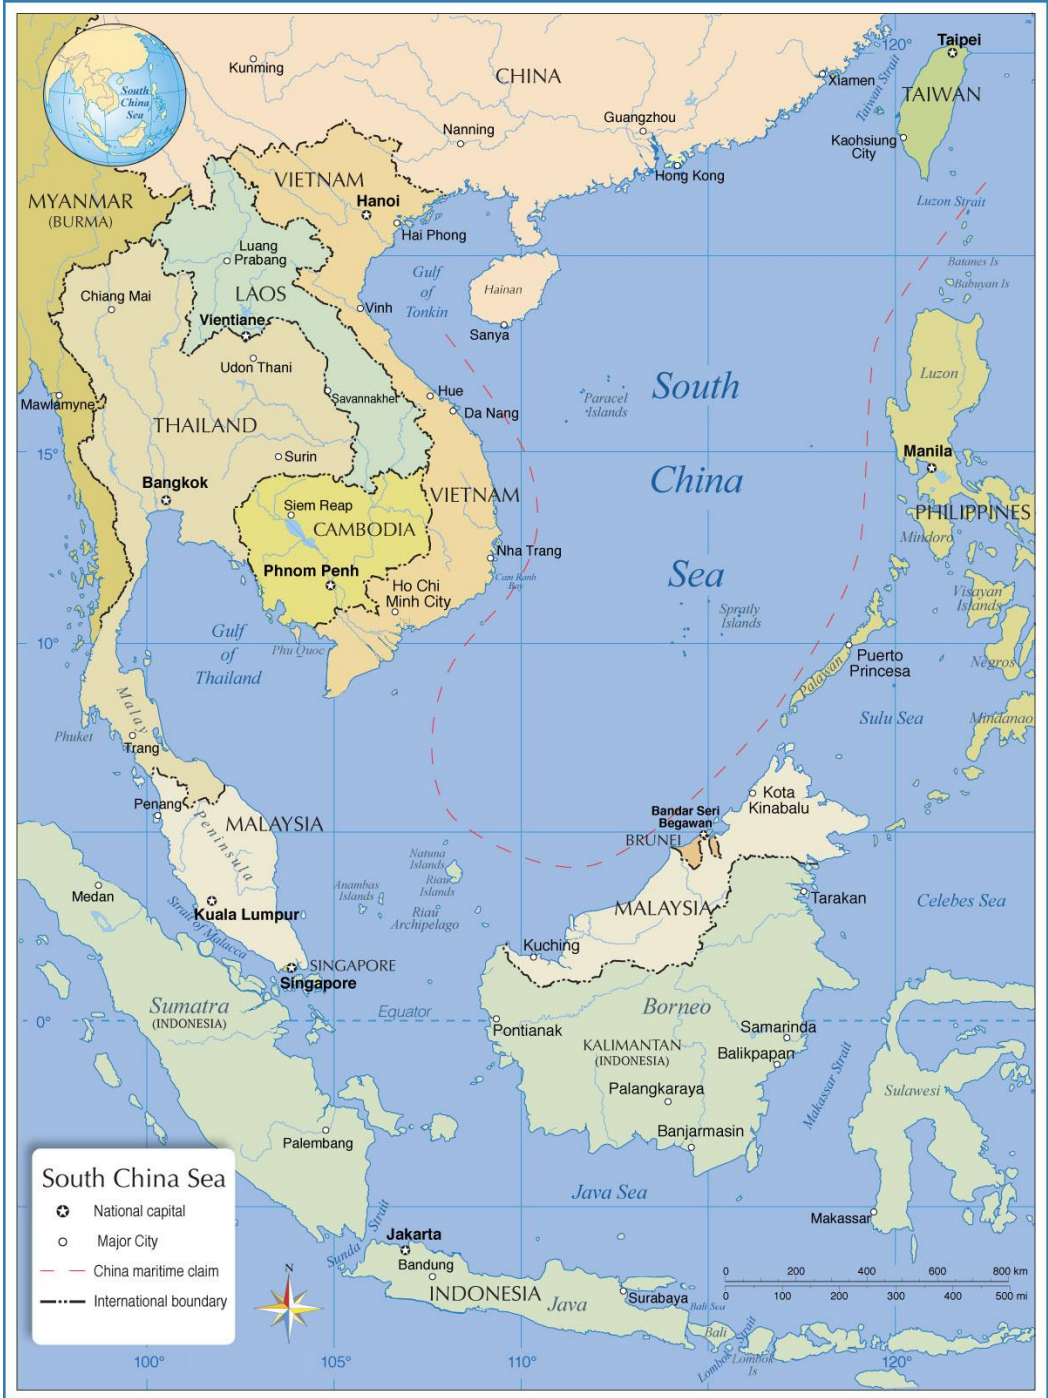 120°
Taipei
Kunming
CHINA
Xiamen
Taiwan Strait
TAIWAN
South
China
Sea
Nanning
Guangzhou
Kaohsiung
City
Hong Kong
VIETNAM
Hanoi
MYANMAR
(BURMA)
Luzon Strait
Hai Phong
Luang
Prabang
Gulf
of
Tonkin
Batanes Is
Babuyan Is
Hainan
Chiang Mai
LAOS
Vinh
Vientiane
Sanya
Udon Thani
Luzon
South
Hue
Paracel
Islands
Mawlamyne
Savannakhet
Da Nang
THAILAND
15°
Surin
Manila
Bangkok
China
VIETNAM
Siem Reap
CAMBODIA
PHILIPPINES
Mindoro
Nha Trang
Phnom Penh
Sea
Cam Ranh
Bay
Ho Chi
Minh City
Visayan
Islands
Spratly
Islands
10°
Gulf
of
Thailand
Phu Quoc
Puerto
Princesa
Negros
Palawan
Malay
Sulu Sea
Mindanao
Phuket
Trang
Kota
Kinabalu
Penang
Bandar Seri
Begawan
Peninsula
MALAYSIA
BRUNEI
Natuna
Islands
Riau
Islands
Anambas
Islands
Medan
Riau
Archipelago
Tarakan
Celebes Sea
Kuala Lumpur
MALAYSIA
Strait of Malacca
Kuching
SINGAPORE
Singapore
Sumatra
(INDONESIA)
Equator
Borneo
0°
Pontianak
Samarinda
KALIMANTAN
(INDONESIA)
Balikpapan
Makassar Strait
Palangkaraya
Sulawesi
Palembang
Banjarmasin
Java Sea
Makassar
South China Sea
National capital
Major City
China maritime claim
International boundary
Sunda Strait
Jakarta
Bandung
N
INDONESIA
Java
Surabaya
Bali Sea
0 200 400 600 800 km
0 100 200 300 400 500 mi
Bali
Lombok Strait
Lombok
Is
100°
105°
110°
120°